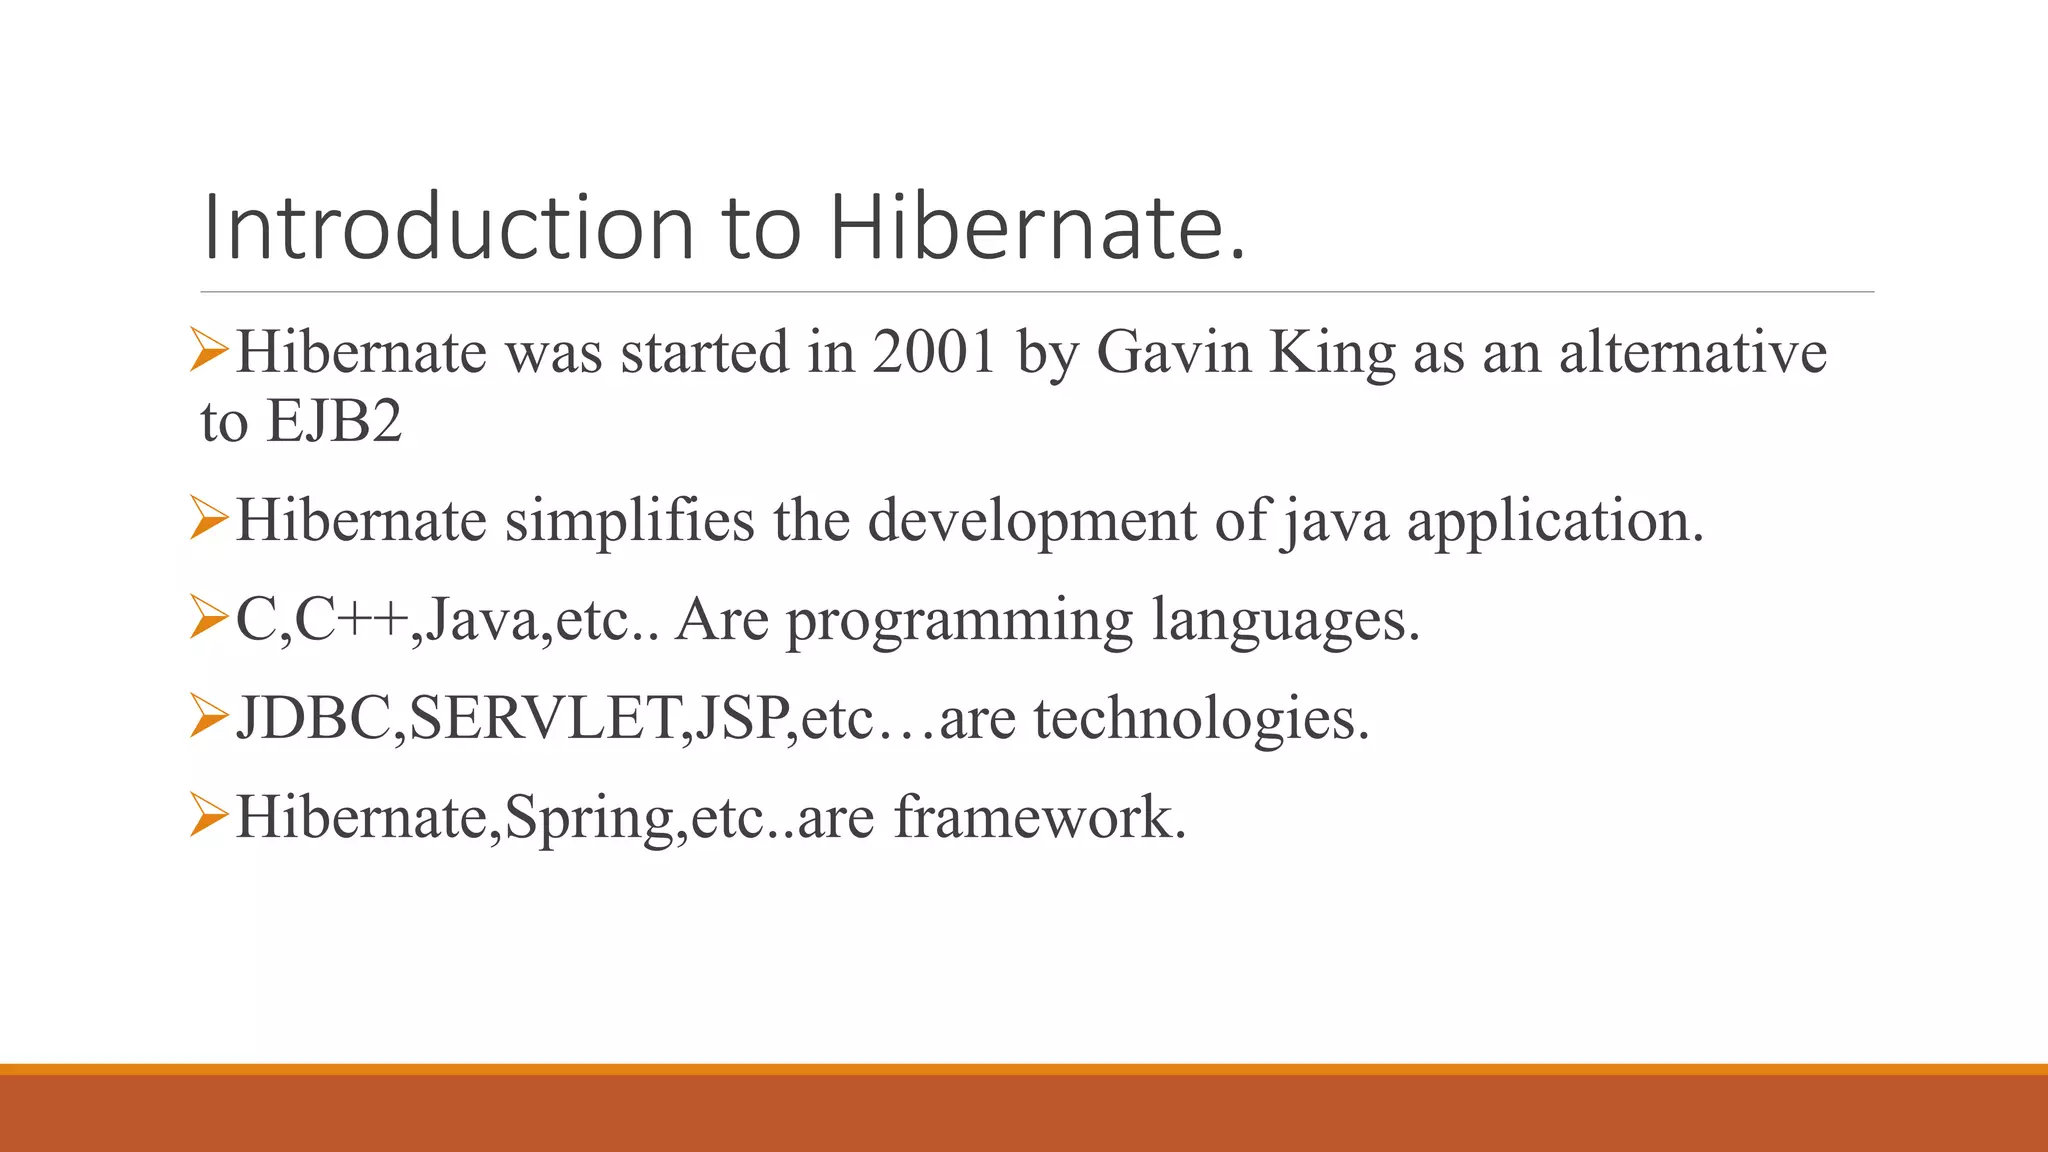 Introduction to Hibernate.
➢Hibernate was started in 2001 by Gavin King as an alternative
to EJB2
➢Hibernate simplifies the development of java application.
➢C,C++,Java,etc.. Are programming languages.
➢JDBC,SERVLET,JSP,etc…are technologies.
➢Hibernate,Spring,etc..are framework.